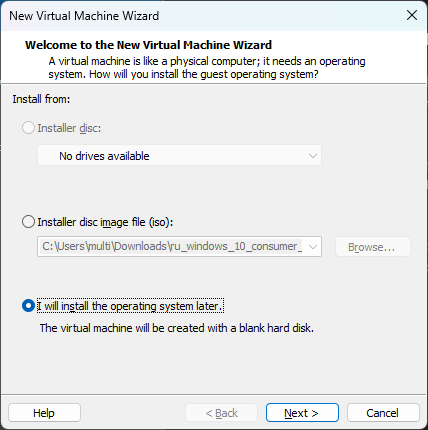 New Virtual Machine Wizard
Welcome to the New Virtual Machine Wizard
A virtual machine is like a physical computer; it needs an operating
system. How will you install the guest operating system?
Install from:
Installer disc:
No drives available
Installer disc image file (iso):
C:\Users\multi\Downloads\ru_windows_10_consumer_
Browse...
I will install the operating system later.
The virtual machine will be created with a blank hard disk.
Help
< Back
Next >
Cancel